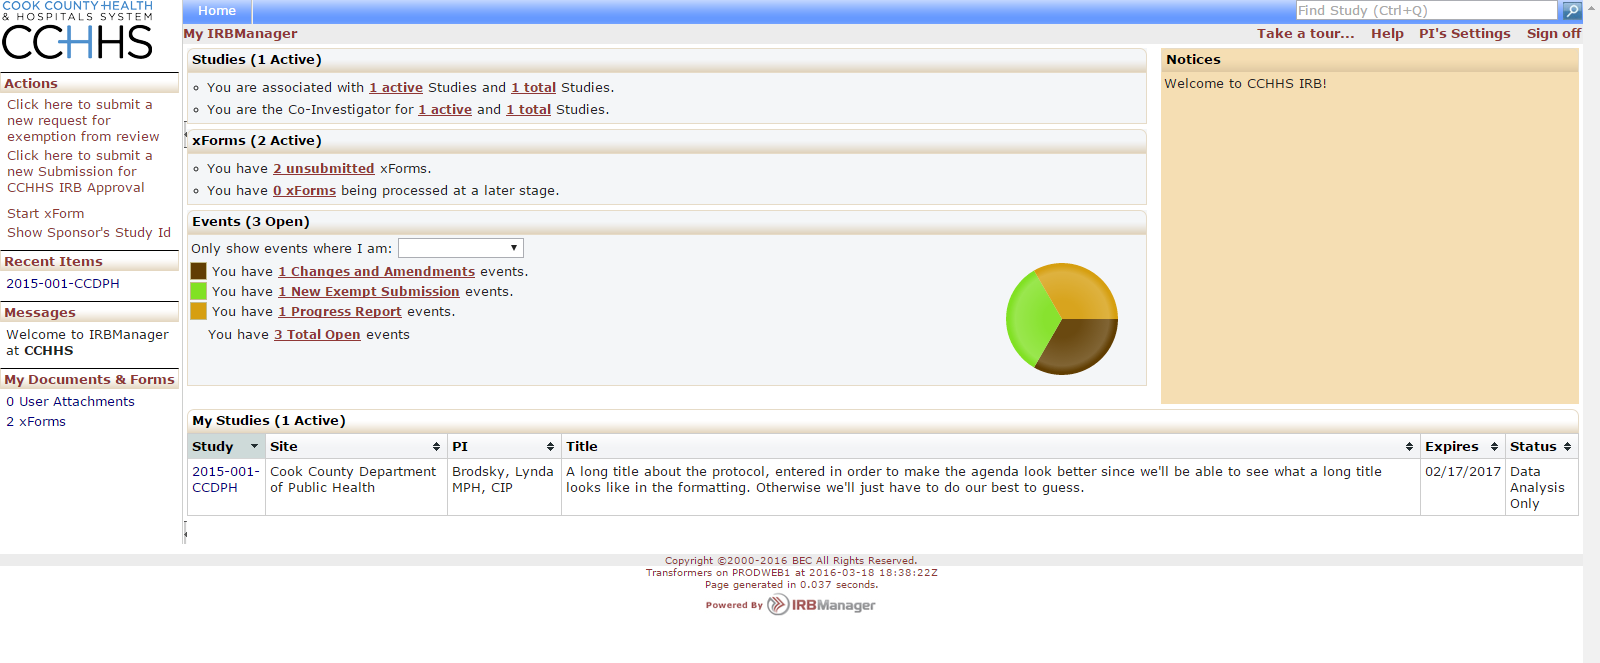 COOK COUNTY HEALTH
& HOSPITALS SYSTEM
CCHHS
Home
Find Study (Ctrl+Q)
My IRBManager
Take a tour... Help PI's Settings Sign off
Actions
Click here to submit a
new request for
exemption from review
Click here to submit a
new Submission for
CCHHS IRB Approval
Start xForm
Show Sponsor's Study Id
Recent Items
2015-001-CCDPH
Messages
Welcome to IRBManager
at CCHHS
My Documents & Forms
0 User Attachments
2 xForms
Studies (1 Active)
You are associated with 1 active Studies and 1 total Studies.
You are the Co-Investigator for 1 active and 1 total Studies.
xForms (2 Active)
You have 2 unsubmitted xForms.
You have 0 xForms being processed at a later stage.
Events (3 Open)
Only show events where I am:
You have 1 Changes and Amendments events.
You have 1 New Exempt Submission events.
You have 1 Progress Report events.
You have 3 Total Open events
Notices
Welcome to CCHHS IRB!
My Studies (1 Active)
Study Site PI Title Expires Status
2015-001-
CCDPH
Cook County Department
of Public Health
Brodsky, Lynda
MPH, CIP
A long title about the protocol, entered in order to make the agenda look better since we'll be able to see what a long title
looks like in the formatting. Otherwise we'll just have to do our best to guess.
02/17/2017
Data
Analysis
Only
Copyright ©2000-2016 BEC All Rights Reserved.
Transformers on PRODWEB1 at 2016-03-18 18:38:22Z
Page generated in 0.037 seconds.
Powered By IRBManager